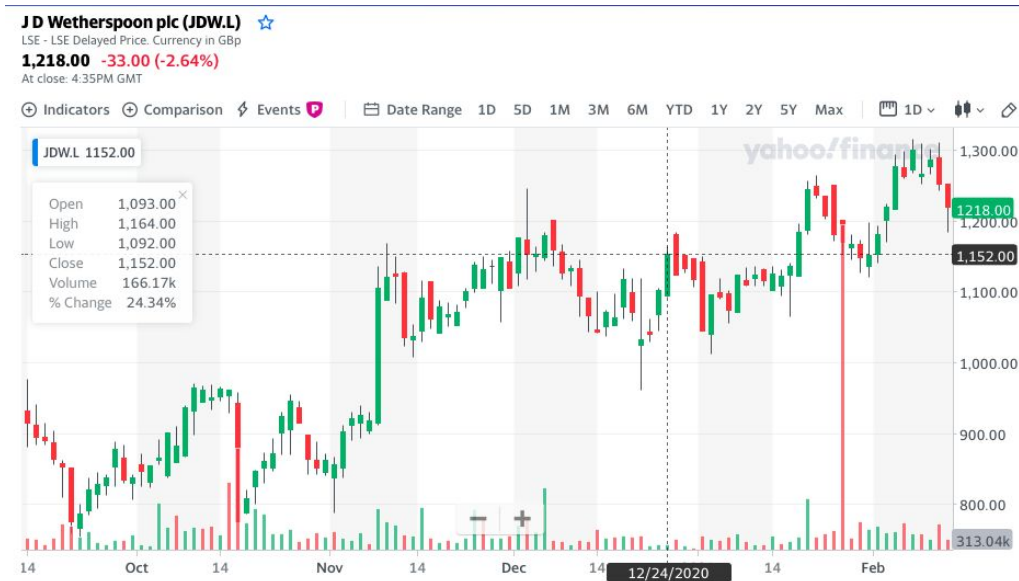 J D Wetherspoon plc (JDW.L)
LSE - LSE Delayed Price. Currency in GBp
1,218.00 -33.00 (-2.64%)
At close: 4:35PM GMT
Indicators Comparison Events P Date Range 1D 5D 1M 3M 6M YTD 1Y 2Y 5Y Max 1D
JDW.L 1152.00
yahoo!finance
1,300.00
Open 1,093.00
High 1,164.00
Low 1,092.00
Close 1,152.00
Volume 166.17k
% Change 24.34%
1218.00
1,200.00
1,152.00
1,100.00
1,000.00
900.00
800.00
313.04k
14 Oct 14 Nov 14 Dec 14 12/24/2020 14 Feb